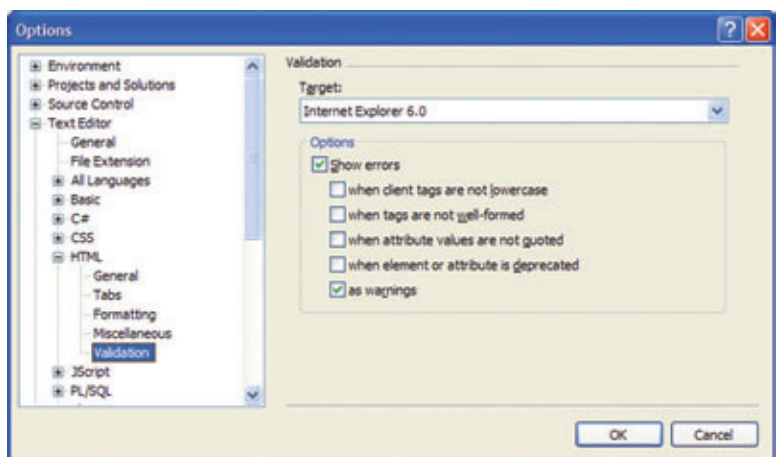 Options
Environment
Projects and Solutions
Source Control
Text Editor
General
File Extension
All Languages
Basic
C#
CSS
HTML
General
Tabs
Formatting
Miscellaneous
Validation
JScript
PL/SQL
Validation
Target:
Internet Explorer 6.0
Options
Show errors
when client tags are not lowercase
when tags are not well-formed
when attribute values are not quoted
when element or attribute is deprecated
as warnings
OK Cancel